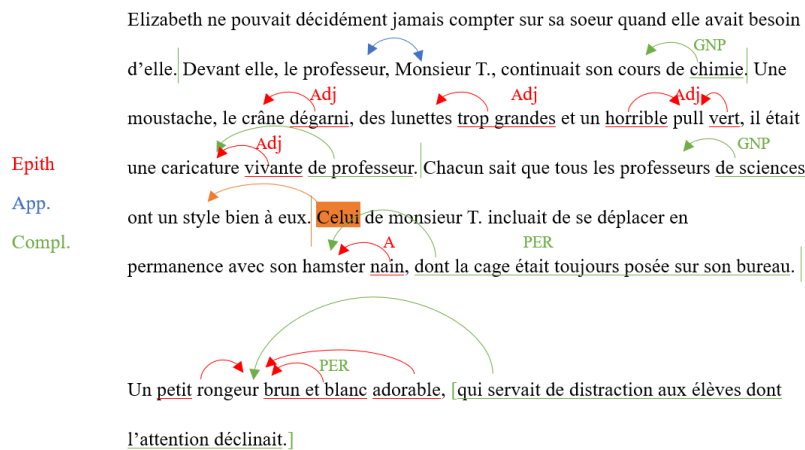 Elizabeth ne pouvait décidément jamais compter sur sa soeur quand elle avait besoin
GNP
d'elle. Devant elle, le professeur, Monsieur T., continuait son cours de chimie. Une
Adj Adj Adj
moustache, le crâne dégarni, des lunettes trop grandes et un horrible pull vert, il était
Adj GNP
Epith
une caricature vivante de professeur. Chacun sait que tous les professeurs de sciences
App.
ont un style bien à eux. Celui de monsieur T. incluait de se déplacer en
Compl.
A PER
permanence avec son hamster nain, dont la cage était toujours posée sur son bureau.
PER
Un petit rongeur brun et blanc adorable, [qui servait de distraction aux élèves dont
l'attention déclinait.]